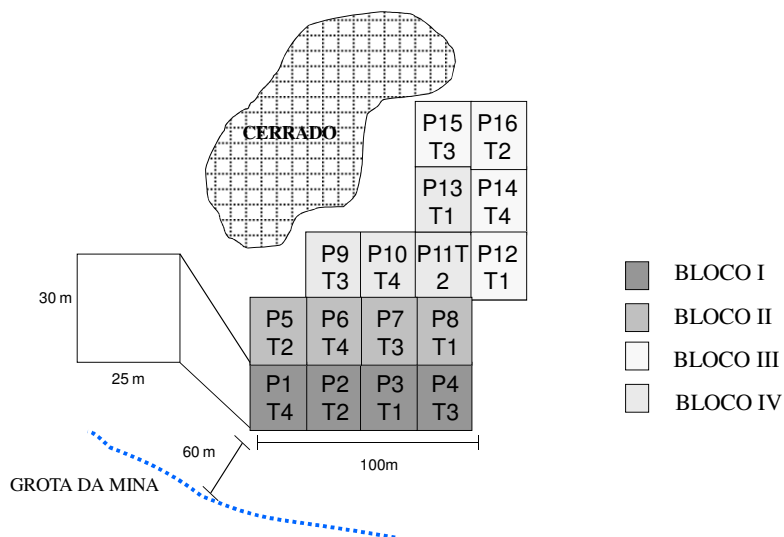 CERRADO
P15
T3
P16
T2
P13
T1
P14
T4
P9
T3
P10
T4
P11T
2
P12
T1
P5
T2
P6
T4
P7
T3
P8
T1
P1
T4
P2
T2
P3
T1
P4
T3
30 m
25 m
60 m
100m
GROTA DA MINA
BLOCO I
BLOCO II
BLOCO III
BLOCO IV